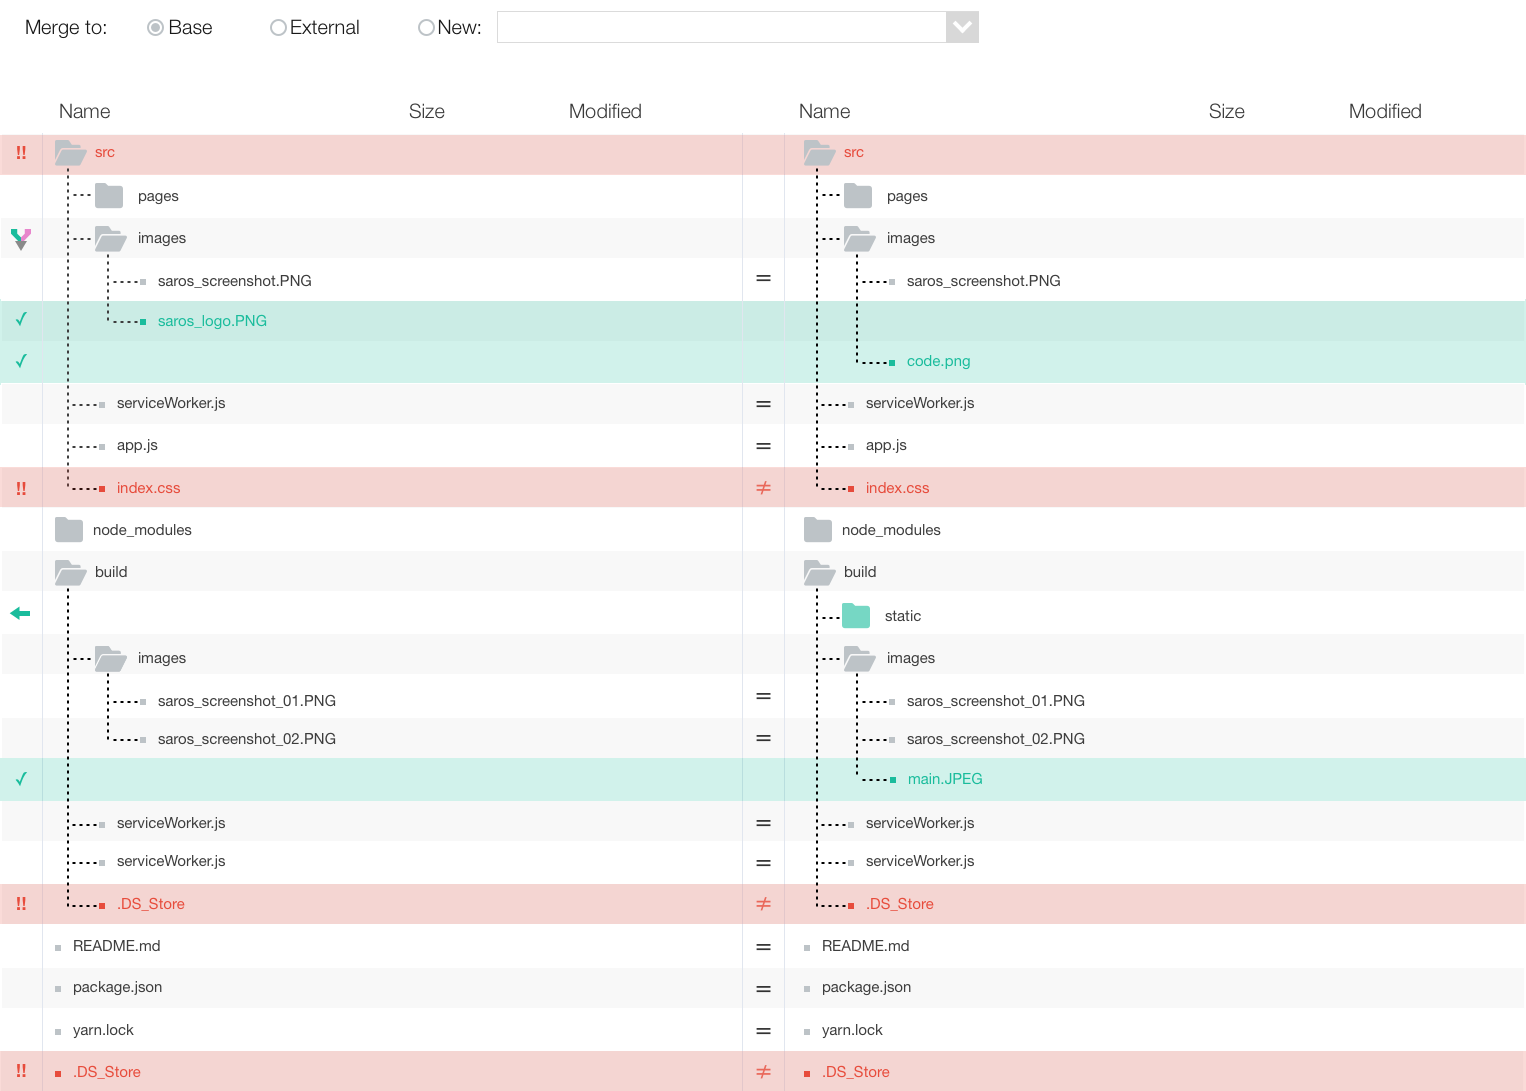 Merge to: Base External New:
Name Size Modified Name Size Modified
!! src src
pages pages
images images
saros_screenshot.PNG = saros_screenshot.PNG
✓ saros_logo.PNG
✓ code.png
serviceWorker.js = serviceWorker.js
app.js = app.js
!! index.css ≠ index.css
node_modules node_modules
build build
static
images images
saros_screenshot_01.PNG = saros_screenshot_01.PNG
saros_screenshot_02.PNG = saros_screenshot_02.PNG
✓ main.JPEG
serviceWorker.js = serviceWorker.js
serviceWorker.js = serviceWorker.js
!! .DS_Store ≠ .DS_Store
README.md = README.md
package.json = package.json
yarn.lock = yarn.lock
!! .DS_Store ≠ .DS_Store